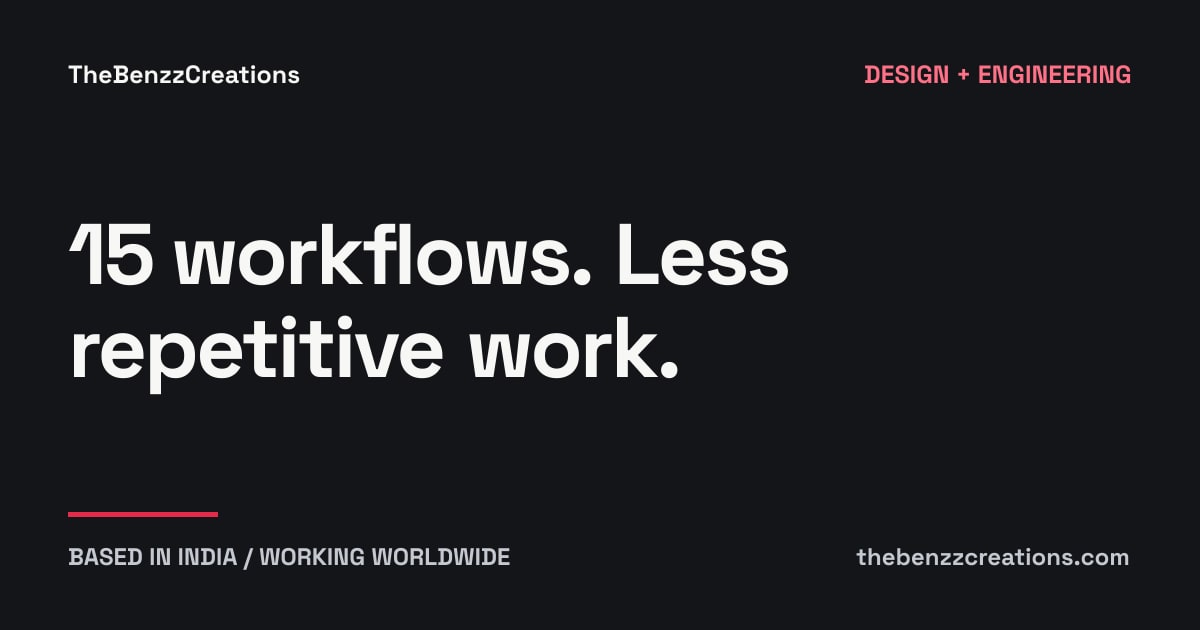 TheBenzzCreations
DESIGN + ENGINEERING
15 workflows. Less
repetitive work.
BASED IN INDIA / WORKING WORLDWIDE
thebenzzcreations.com